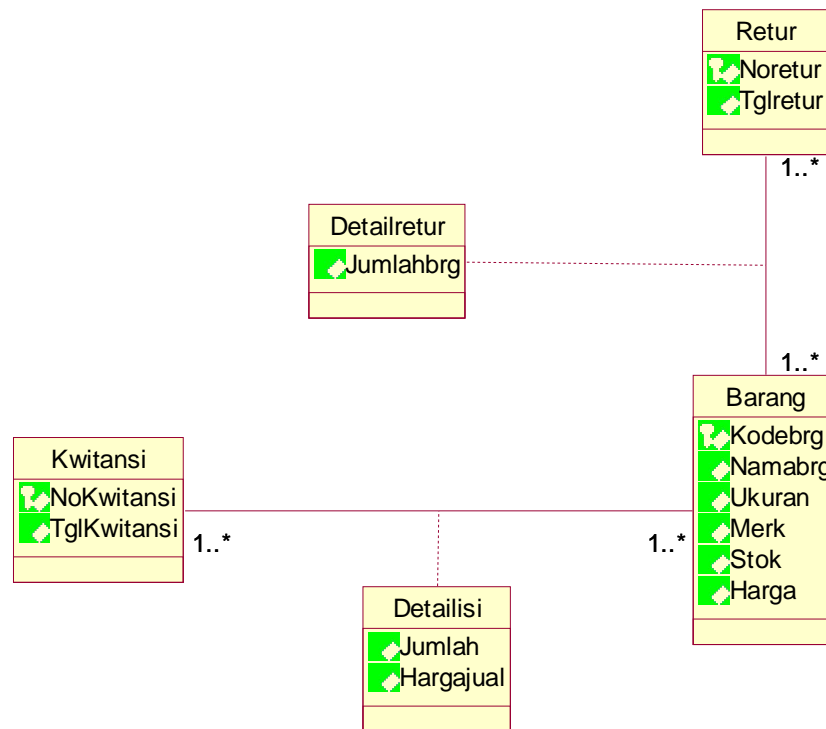 Retur
Noretur
Tglretur
1..*
Detailretur
Jumlahbrg
1..*
Barang
Kodebrg
Namabrg
Ukuran
Merk
Stok
Harga
Kwitansi
NoKwitansi
TglKwitansi
1..*
1..*
Detailisi
Jumlah
Hargajual